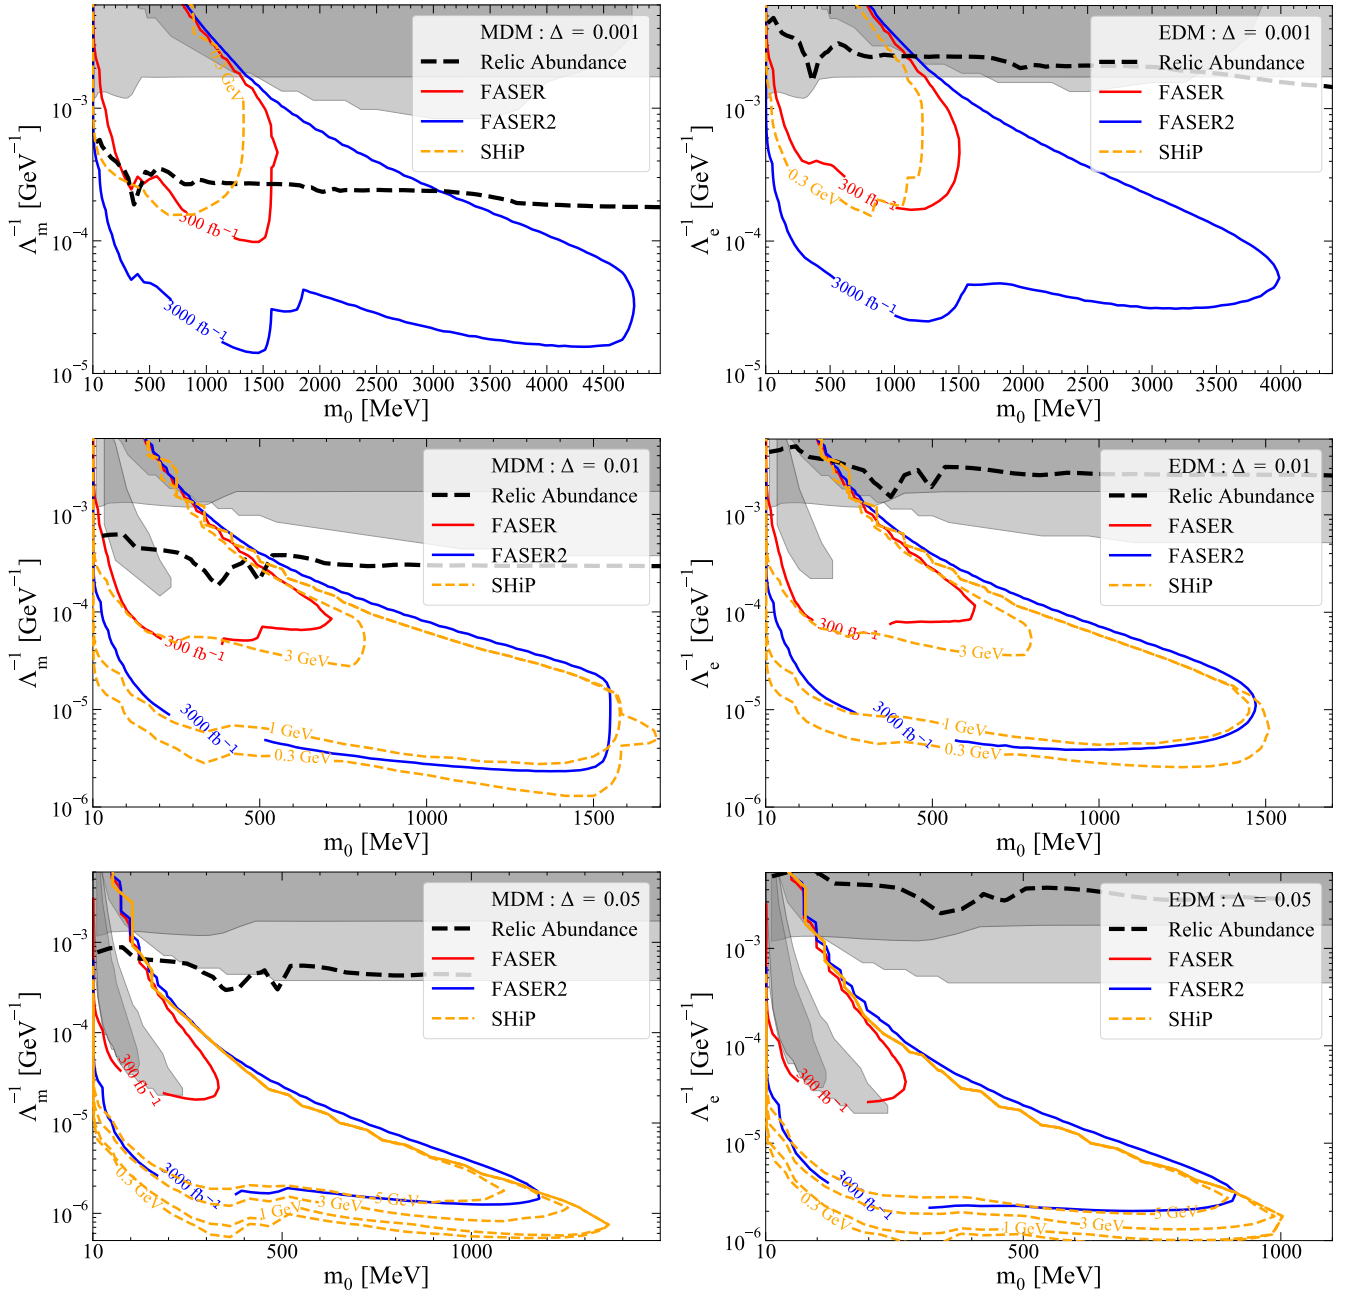 MDM : Δ = 0.001
Relic Abundance
FASER
FASER2
SHiP
3 GeV
300 fb⁻¹
3000 fb⁻¹
10⁻³
10⁻⁴
10⁻⁵
Λₘ⁻¹ [GeV⁻¹]
10 500 1000 1500 2000 2500 3000 3500 4000 4500
m₀ [MeV]
EDM : Δ = 0.001
Relic Abundance
FASER
FASER2
SHiP
0.3 GeV
300 fb⁻¹
3000 fb⁻¹
10⁻³
10⁻⁴
10⁻⁵
Λₑ⁻¹ [GeV⁻¹]
10 500 1000 1500 2000 2500 3000 3500 4000
m₀ [MeV]
MDM : Δ = 0.01
Relic Abundance
FASER
FASER2
SHiP
300 fb⁻¹
3 GeV
3000 fb⁻¹
1 GeV
0.3 GeV
10⁻³
10⁻⁴
10⁻⁵
10⁻⁶
Λₘ⁻¹ [GeV⁻¹]
10 500 1000 1500
m₀ [MeV]
EDM : Δ = 0.01
Relic Abundance
FASER
FASER2
SHiP
300 fb⁻¹
3 GeV
3000 fb⁻¹
1 GeV
0.3 GeV
10⁻³
10⁻⁴
10⁻⁵
10⁻⁶
Λₑ⁻¹ [GeV⁻¹]
10 500 1000 1500
m₀ [MeV]
MDM : Δ = 0.05
Relic Abundance
FASER
FASER2
SHiP
300 fb⁻¹
3000 fb⁻¹
0.3 GeV
1 GeV
3 GeV
5 GeV
10⁻³
10⁻⁴
10⁻⁵
10⁻⁶
Λₘ⁻¹ [GeV⁻¹]
10 500 1000
m₀ [MeV]
EDM : Δ = 0.05
Relic Abundance
FASER
FASER2
SHiP
300 fb⁻¹
3000 fb⁻¹
0.3 GeV
1 GeV
3 GeV
5 GeV
10⁻³
10⁻⁴
10⁻⁵
10⁻⁶
Λₑ⁻¹ [GeV⁻¹]
10 500 1000
m₀ [MeV]